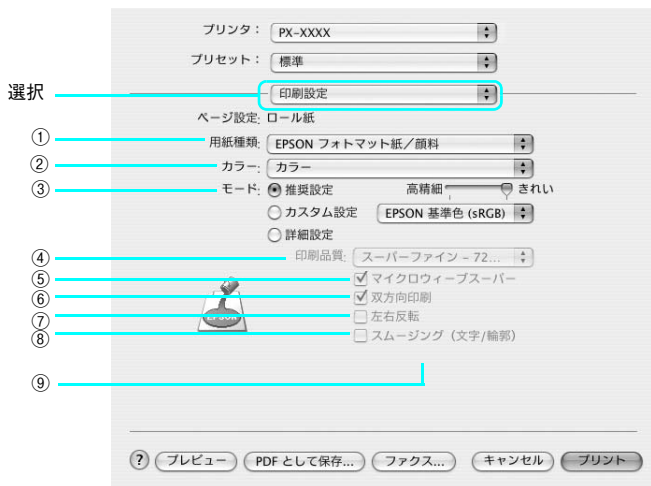 プリンタ： PX-XXXX
プリセット： 標準
選択 印刷設定
ページ設定: ロール紙
① 用紙種類: EPSON フォトマット紙／顔料
② カラー: カラー
③ モード: 推奨設定 高精細 きれい
カスタム設定 EPSON 基準色 (sRGB)
詳細設定
④ 印刷品質: スーパーファイン – 72...
⑤ マイクロウィーブスーパー
⑥ 双方向印刷
⑦ 左右反転
⑧ スムージング（文字/輪郭）
EPSON
⑨
? プレビュー PDF として保存... ファクス... キャンセル プリント